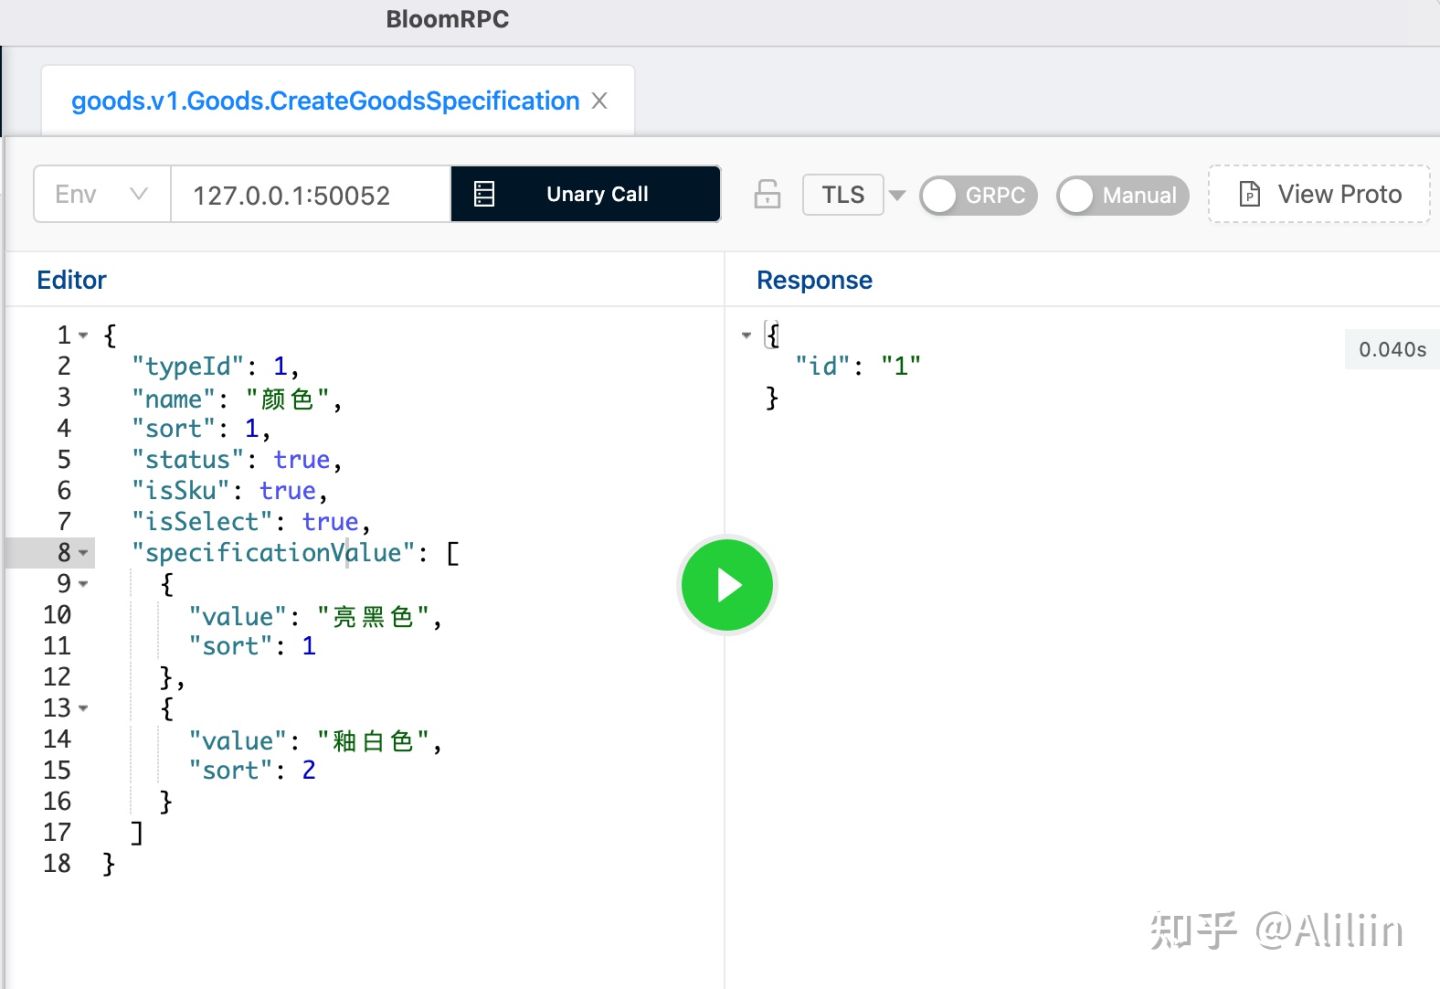 BloomRPC
goods.v1.Goods.CreateGoodsSpecification
Env 127.0.0.1:50052 Unary Call TLS GRPC Manual View Proto
Editor
1 {
2 "typeId": 1,
3 "name": "颜色",
4 "sort": 1,
5 "status": true,
6 "isSku": true,
7 "isSelect": true,
8 "specificationValue": [
9 {
10 "value": "亮黑色",
11 "sort": 1
12 },
13 {
14 "value": "釉白色",
15 "sort": 2
16 }
17 ]
18 }
Response
{
"id": "1"
}
0.040s
知乎 @Aliliin